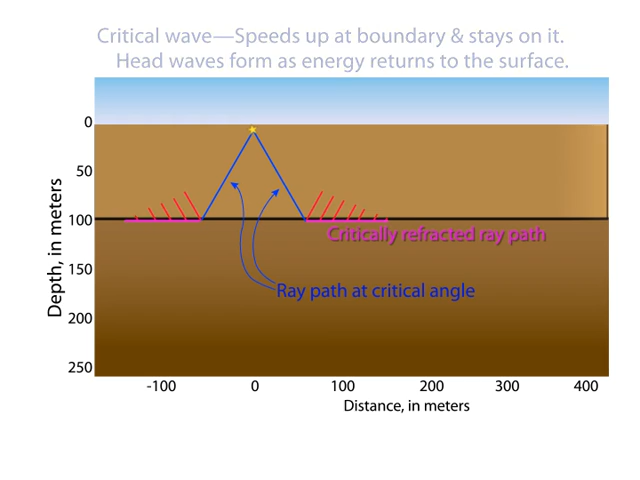 Critical wave—Speeds up at boundary & stays on it.
Head waves form as energy returns to the surface.
0
50
100
150
200
250
Depth, in meters
Critically refracted ray path
Ray path at critical angle
-100 0 100 200 300 400
Distance, in meters